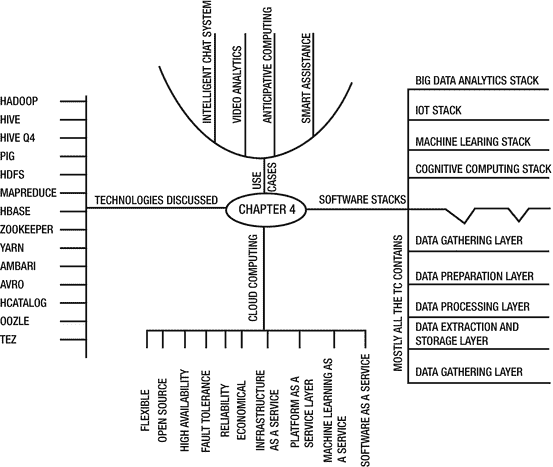 INTELLIGENT CHAT SYSTEM
VIDEO ANALYTICS
ANTICIPATIVE COMPUTING
SMART ASSISTANCE
USE
CASES
HADOOP
HIVE
HIVE Q4
PIG
HDFS
MAPREDUCE
HBASE
ZOOKEEPER
YARN
AMBARI
AVRO
HCATALOG
OOZLE
TEZ
TECHNOLOGIES DISCUSSED
CHAPTER 4
SOFTWARE STACKS
BIG DATA ANALYTICS STACK
IOT STACK
MACHINE LEARING STACK
COGNITIVE COMPUTING STACK
MOSTLY ALL THE TC CONTAINS
DATA GATHERING LAYER
DATA PREPARATION LAYER
DATA PROCESSING LAYER
DATA EXTRACTION AND
STORAGE LAYER
DATA GATHERING LAYER
CLOUD COMPUTING
FLEXIBLE
OPEN SOURCE
HIGH AVAILABILITY
FAULT TOLERANCE
RELIABILITY
ECONOMICAL
INFRASTRUCTURE
AS A SERVICE
PLATFORM AS A
SERVICE LAYER
MACHINE LEARNING AS
A SERVICE
SOFTWARE AS A SERVICE